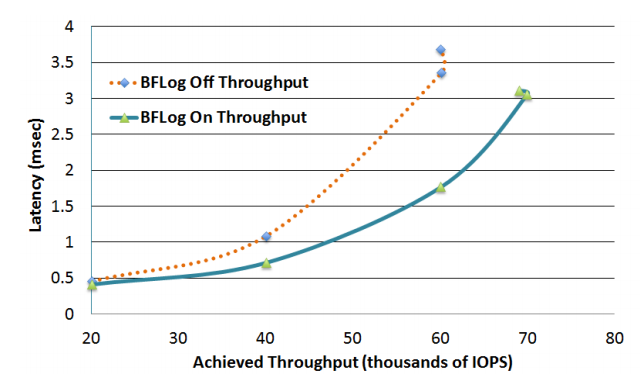 4
3.5
BFLog Off Throughput
3
BFLog On Throughput
2.5
2
1.5
1
0.5
0
Latency (msec)
20 30 40 50 60 70 80
Achieved Throughput (thousands of IOPS)